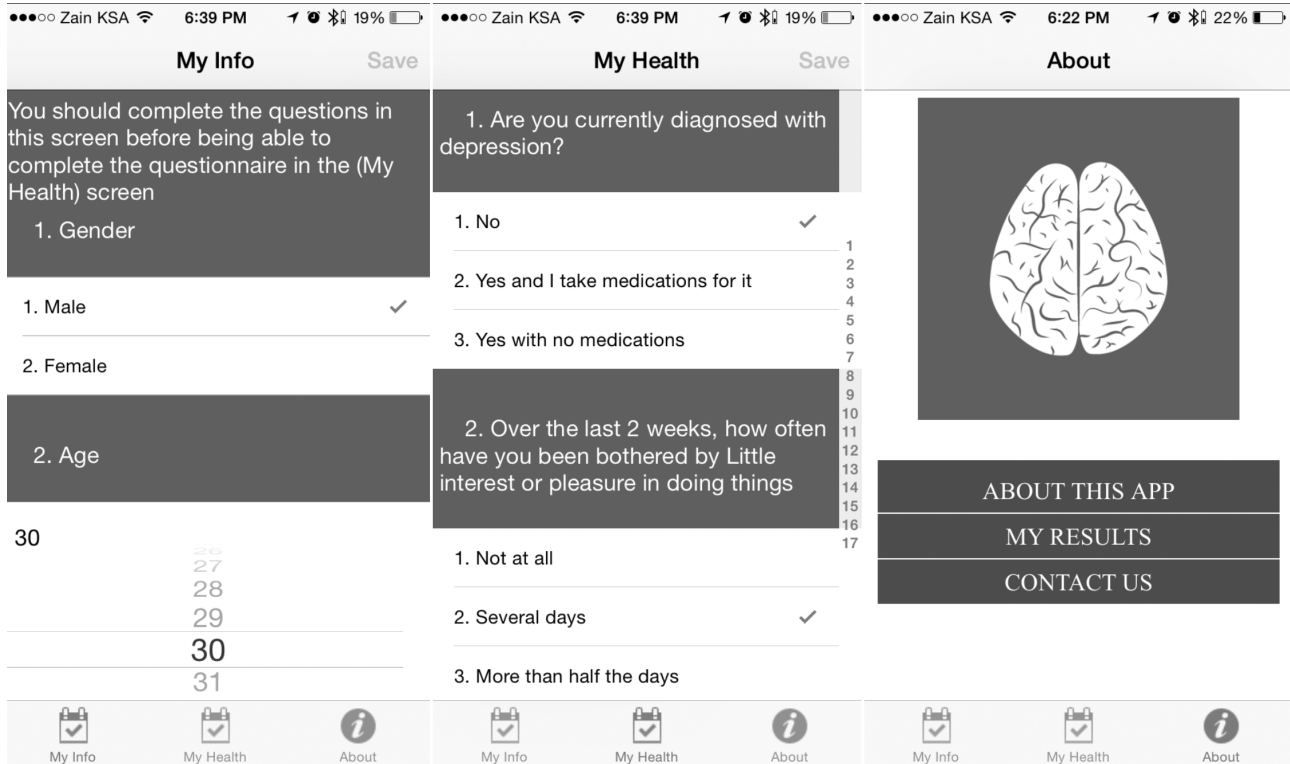 Zain KSA 6:39 PM 19%
My Info Save
You should complete the questions in
this screen before being able to
complete the questionnaire in the (My
Health) screen
1. Gender
1. Male
2. Female
2. Age
30
26
27
28
29
30
31
My Info My Health About
Zain KSA 6:39 PM 19%
My Health Save
1. Are you currently diagnosed with
depression?
1. No
2. Yes and I take medications for it
3. Yes with no medications
2. Over the last 2 weeks, how often
have you been bothered by Little
interest or pleasure in doing things
1. Not at all
2. Several days
3. More than half the days
1
2
3
4
5
6
7
8
9
10
11
12
13
14
15
16
17
My Info My Health About
Zain KSA 6:22 PM 22%
About
ABOUT THIS APP
MY RESULTS
CONTACT US
My Info My Health About